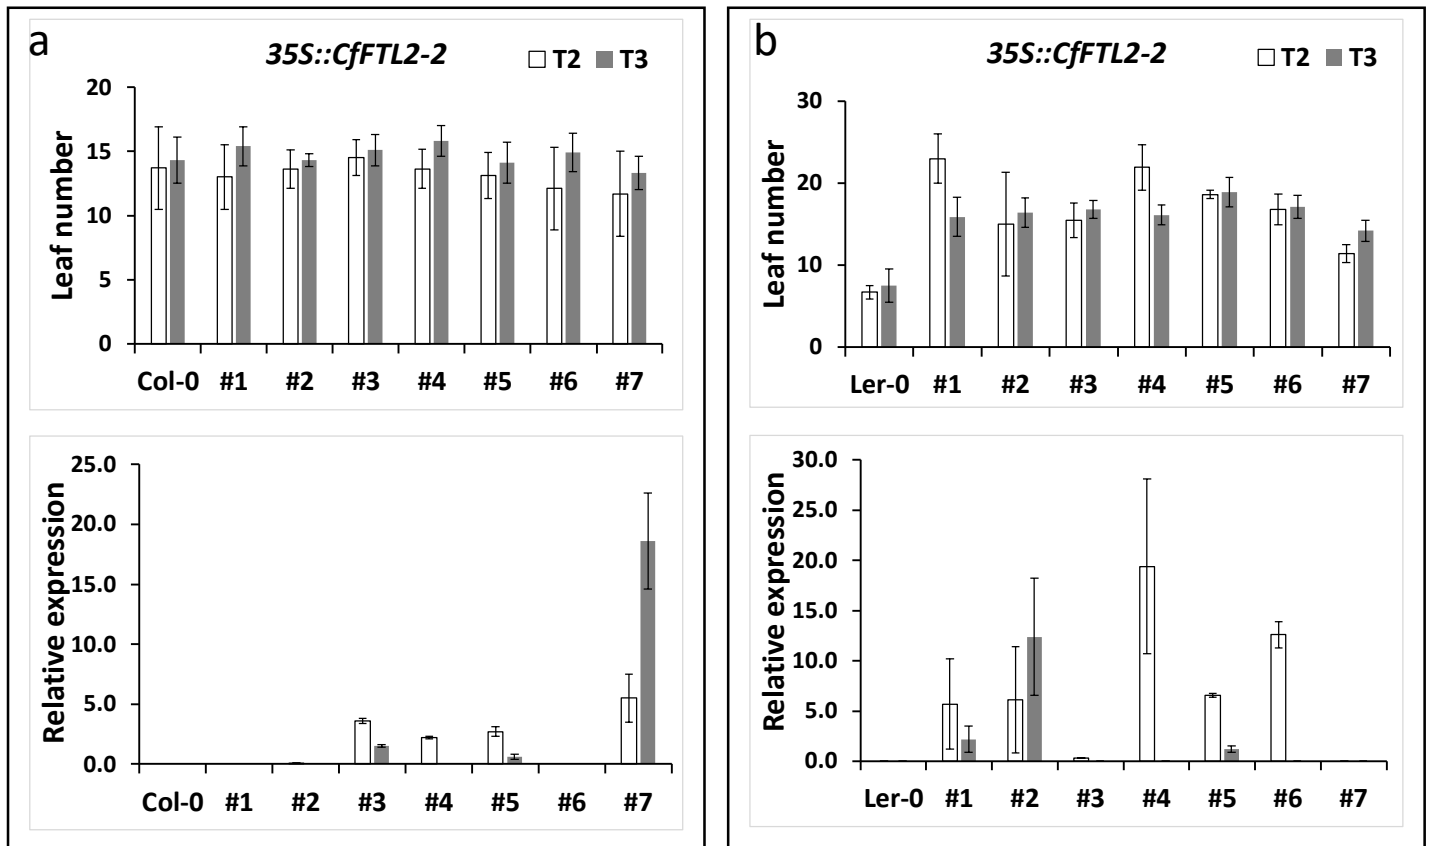 a
35S::CfFTL2-2
T2 T3
Leaf number
20
15
10
5
0
Col-0 #1 #2 #3 #4 #5 #6 #7
Relative expression
25.0
20.0
15.0
10.0
5.0
0.0
Col-0 #1 #2 #3 #4 #5 #6 #7
b
35S::CfFTL2-2
T2 T3
Leaf number
30
20
10
0
Ler-0 #1 #2 #3 #4 #5 #6 #7
Relative expression
30.0
25.0
20.0
15.0
10.0
5.0
0.0
Ler-0 #1 #2 #3 #4 #5 #6 #7